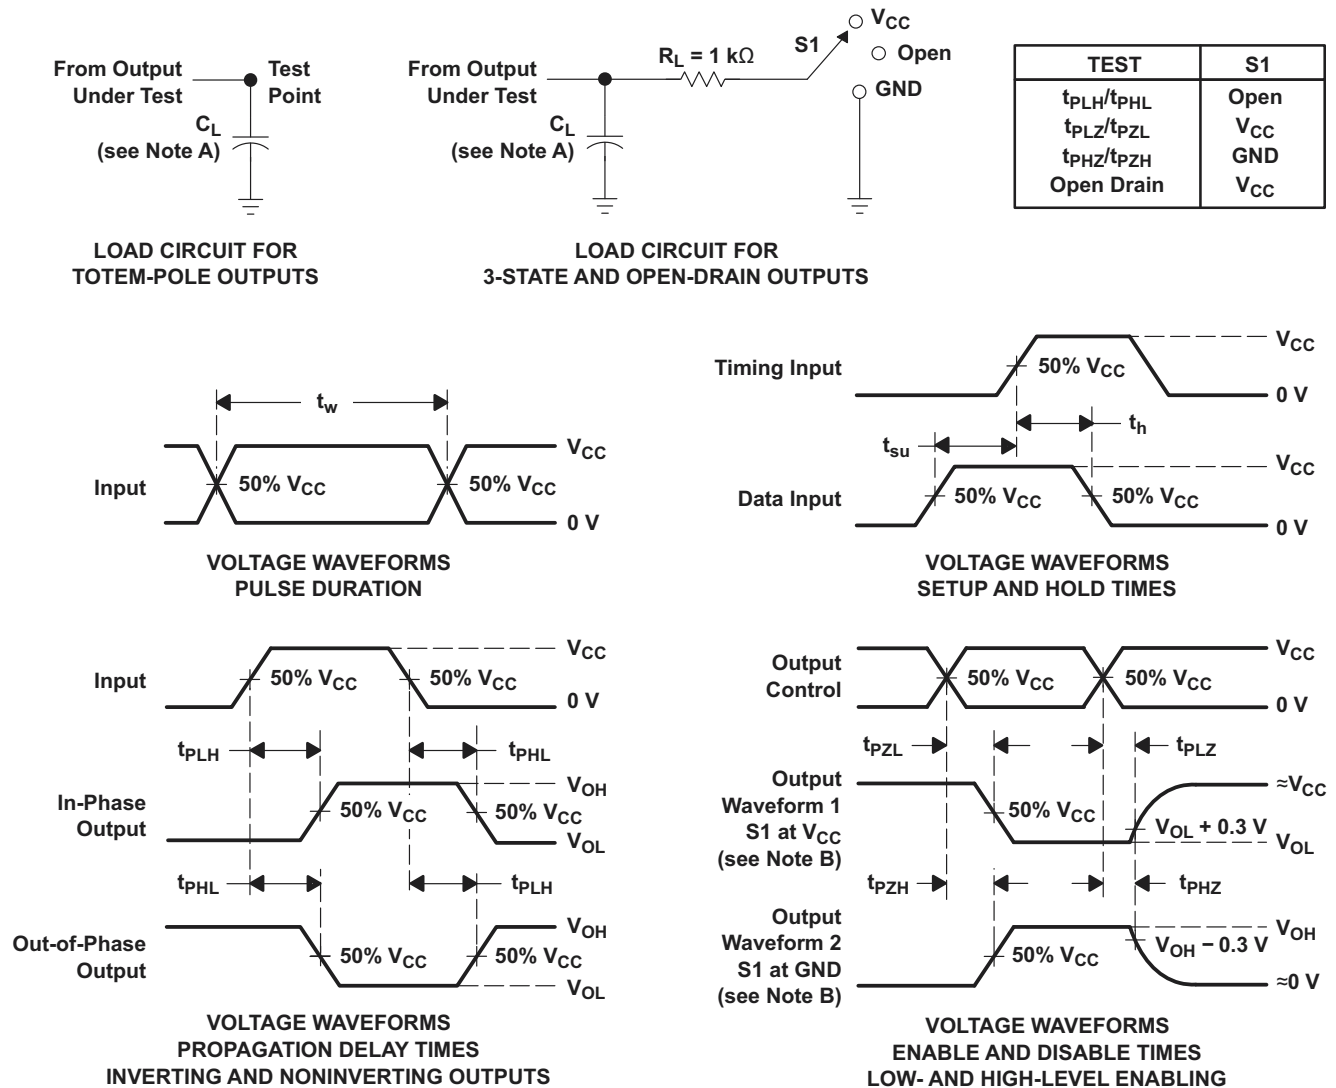 From Output
Under Test
Test
Point
C_L
(see Note A)
LOAD CIRCUIT FOR
TOTEM-POLE OUTPUTS
From Output
Under Test
C_L
(see Note A)
R_L = 1 kΩ
S1
V_CC
Open
GND
LOAD CIRCUIT FOR
3-STATE AND OPEN-DRAIN OUTPUTS
TEST S1
t_PLH/t_PHL Open
t_PLZ/t_PZL V_CC
t_PHZ/t_PZH GND
Open Drain V_CC
t_w
Input
50% V_CC
50% V_CC
V_CC
0 V
VOLTAGE WAVEFORMS
PULSE DURATION
Timing Input
50% V_CC
V_CC
0 V
t_su
t_h
Data Input
50% V_CC
50% V_CC
V_CC
0 V
VOLTAGE WAVEFORMS
SETUP AND HOLD TIMES
Input
50% V_CC
50% V_CC
V_CC
0 V
t_PLH
t_PHL
In-Phase
Output
50% V_CC
50% V_CC
V_OH
V_OL
t_PHL
t_PLH
Out-of-Phase
Output
50% V_CC
50% V_CC
V_OH
V_OL
VOLTAGE WAVEFORMS
PROPAGATION DELAY TIMES
INVERTING AND NONINVERTING OUTPUTS
Output
Control
50% V_CC
50% V_CC
V_CC
0 V
t_PZL
t_PLZ
Output
Waveform 1
S1 at V_CC
(see Note B)
50% V_CC
≈V_CC
V_OL + 0.3 V
V_OL
t_PZH
t_PHZ
Output
Waveform 2
S1 at GND
(see Note B)
50% V_CC
V_OH
V_OH − 0.3 V
≈0 V
VOLTAGE WAVEFORMS
ENABLE AND DISABLE TIMES
LOW- AND HIGH-LEVEL ENABLING